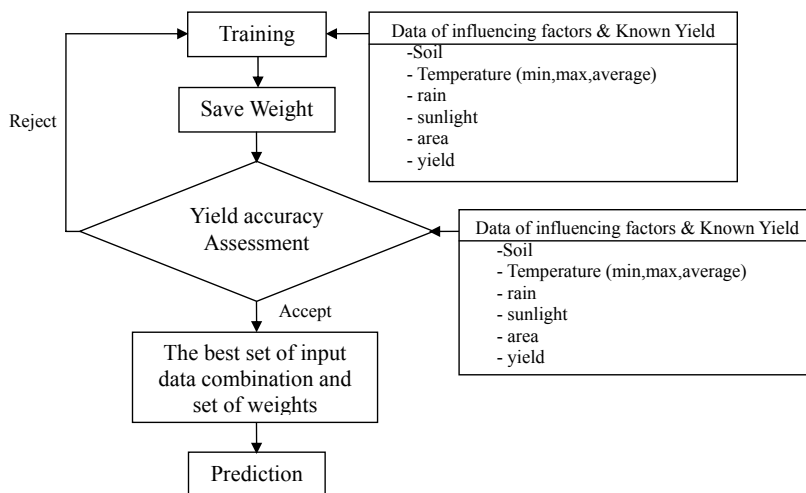 Training
Data of influencing factors & Known Yield
-Soil
- Temperature (min,max,average)
- rain
- sunlight
- area
- yield
Save Weight
Reject
Yield accuracy
Assessment
Data of influencing factors & Known Yield
-Soil
- Temperature (min,max,average)
- rain
- sunlight
- area
- yield
Accept
The best set of input
data combination and
set of weights
Prediction